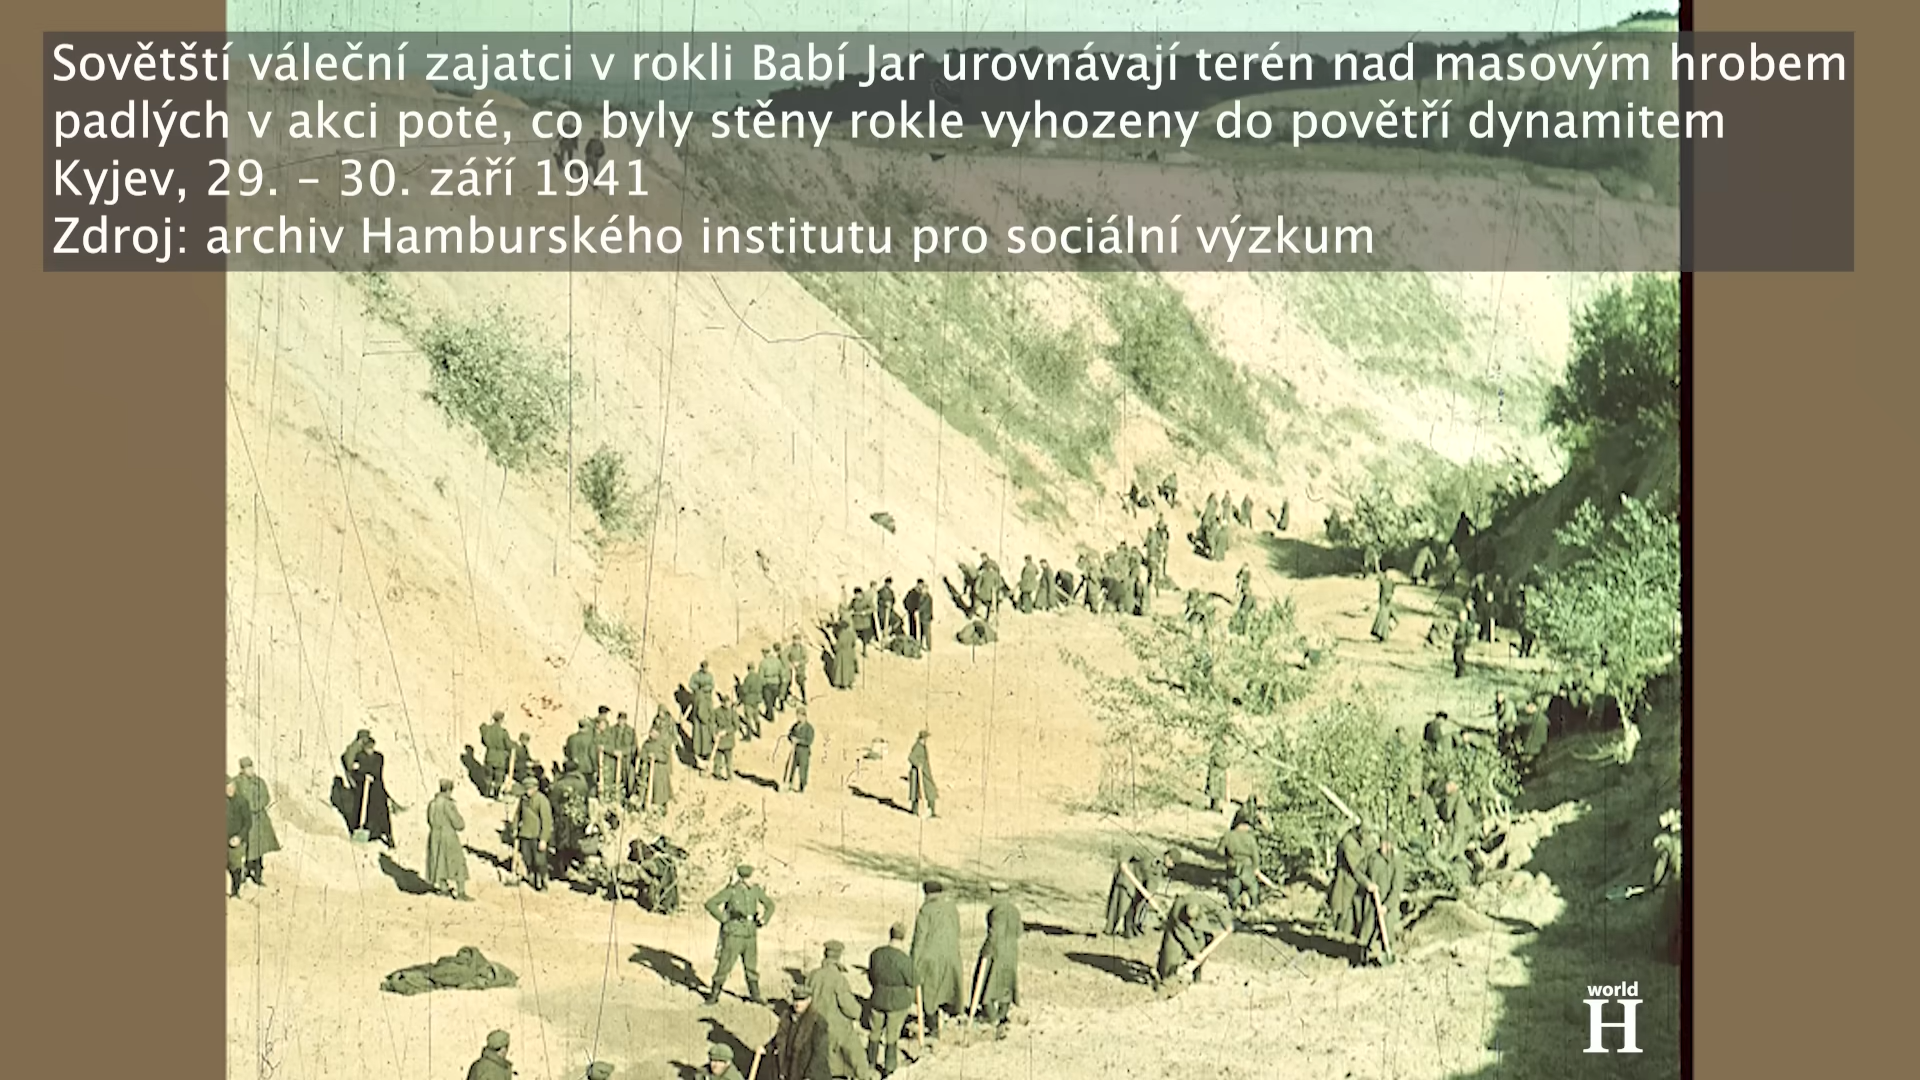 Sovětští váleční zajatci v rokli Babí Jar urovnávají terén nad masovým hrobem
padlých v akci poté, co byly stěny rokle vyhozeny do povětří dynamitem
Kyjev, 29. – 30. září 1941
Zdroj: archiv Hamburského institutu pro sociální výzkum
world
H